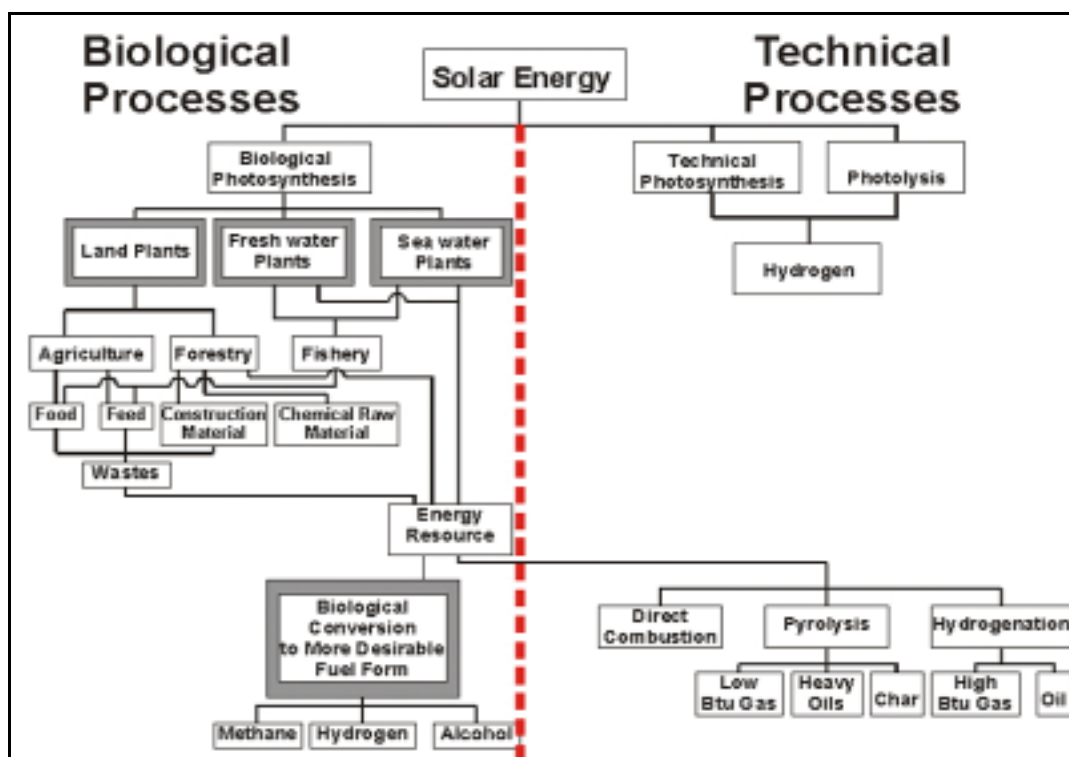 Biological
Processes
Solar Energy
Technical
Processes
Biological
Photosynthesis
Technical
Photosynthesis
Photolysis
Land Plants
Fresh water
Plants
Sea water
Plants
Hydrogen
Agriculture
Forestry
Fishery
Food
Feed
Construction
Material
Chemical Raw
Material
Wastes
Energy
Resource
Biological
Conversion
to More Desirable
Fuel Form
Direct
Combustion
Pyrolysis
Hydrogenation
Low
Btu Gas
Heavy
Oils
Char
High
Btu Gas
Oil
Methane
Hydrogen
Alcohol